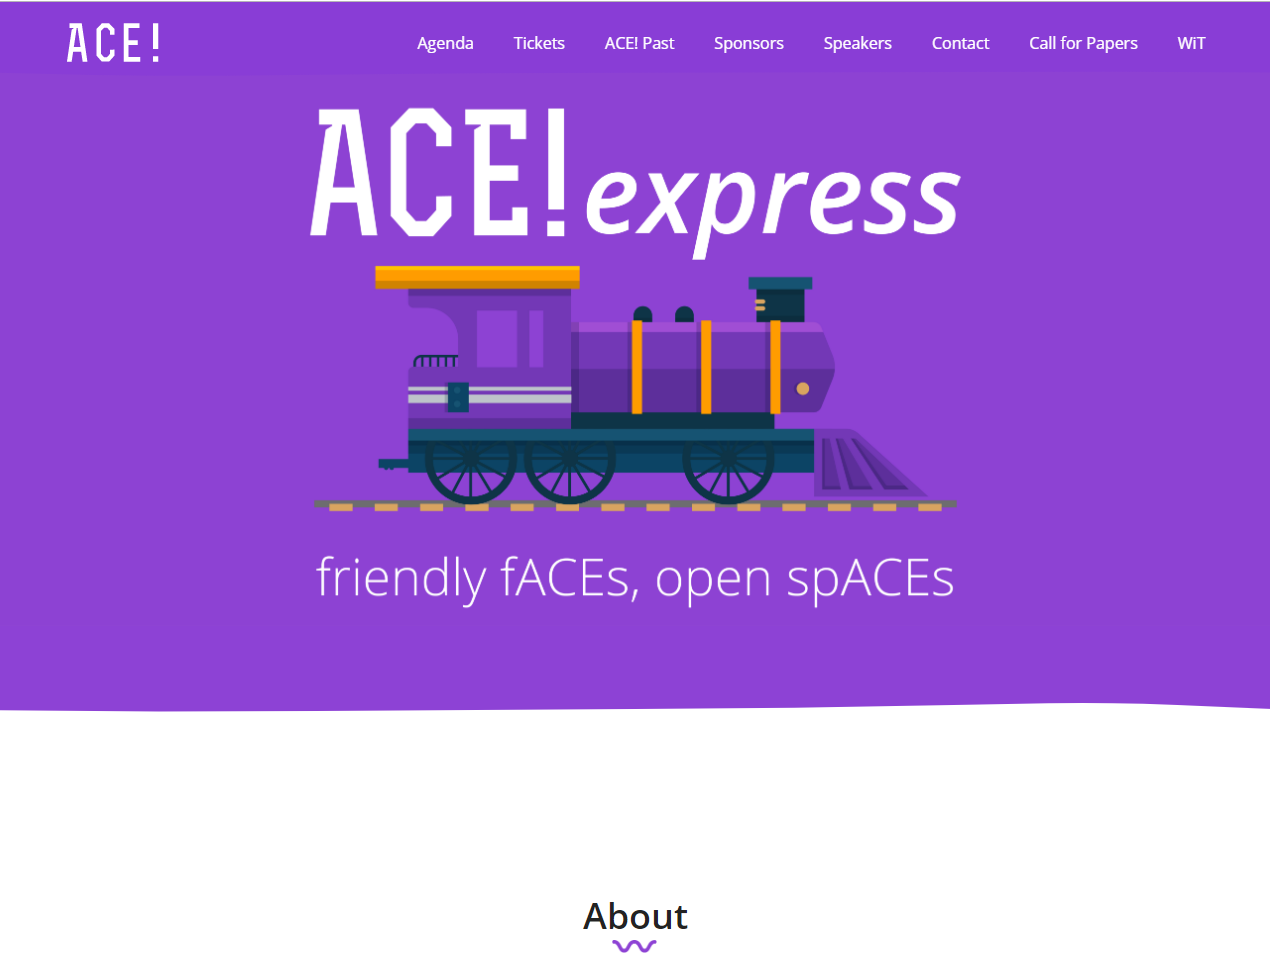 ACE!
Agenda
Tickets
ACE! Past
Sponsors
Speakers
Contact
Call for Papers
WiT
ACE! express
friendly fACEs, open spACEs
About